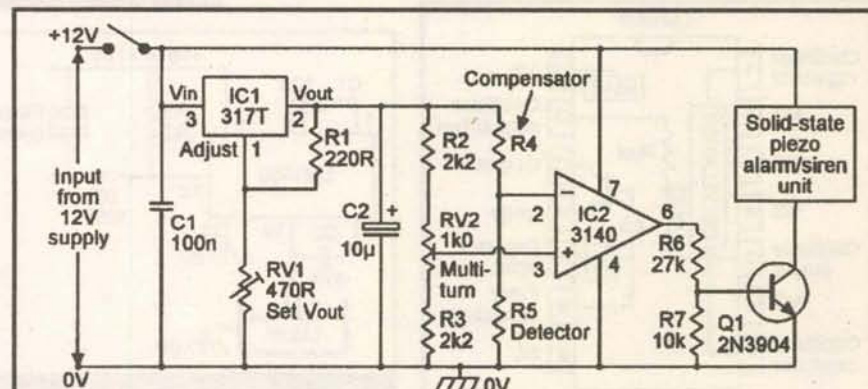 +12V
Vin
3
IC1
317T
Vout
2
Adjust
1
R1
220R
Input
from
12V
supply
C1
100n
RV1
470R
Set Vout
C2
+
10µ
R2
2k2
RV2
1k0
Multi-
turn
R3
2k2
Compensator
R4
R5
Detector
2
−
3
+
IC2
3140
7
6
4
R6
27k
R7
10k
Q1
2N3904
Solid-state
piezo
alarm/siren
unit
0V
0V